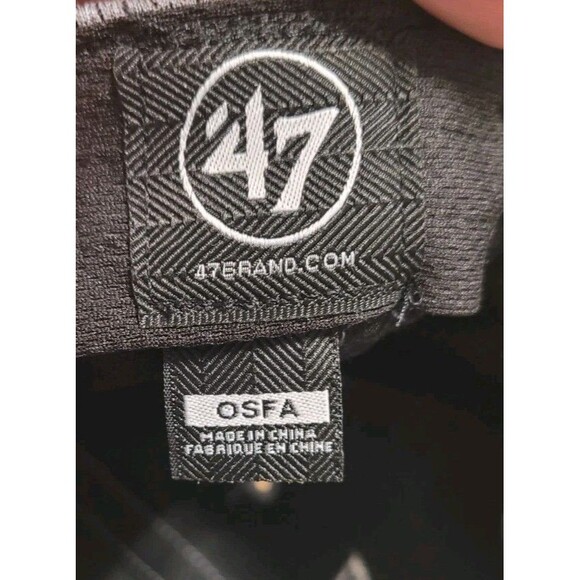 '47
47BRAND.COM
OSFA
MADE IN CHINA
FABRIQUE EN CHINE